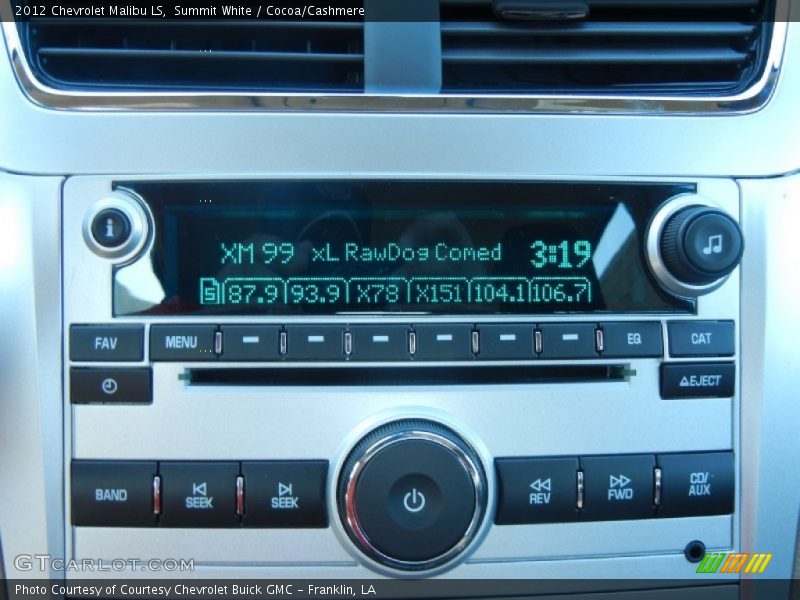 2012 Chevrolet Malibu LS, Summit White / Cocoa/Cashmere
i
XM 99 xL RawDog Comed 3:19
S 87.9 93.9 X78 X151 104.1 106.7
FAV MENU EQ CAT
EJECT
BAND SEEK SEEK REV FWD CD/
AUX
GTCarLot.com
Photo Courtesy of Courtesy Chevrolet Buick GMC - Franklin, LA